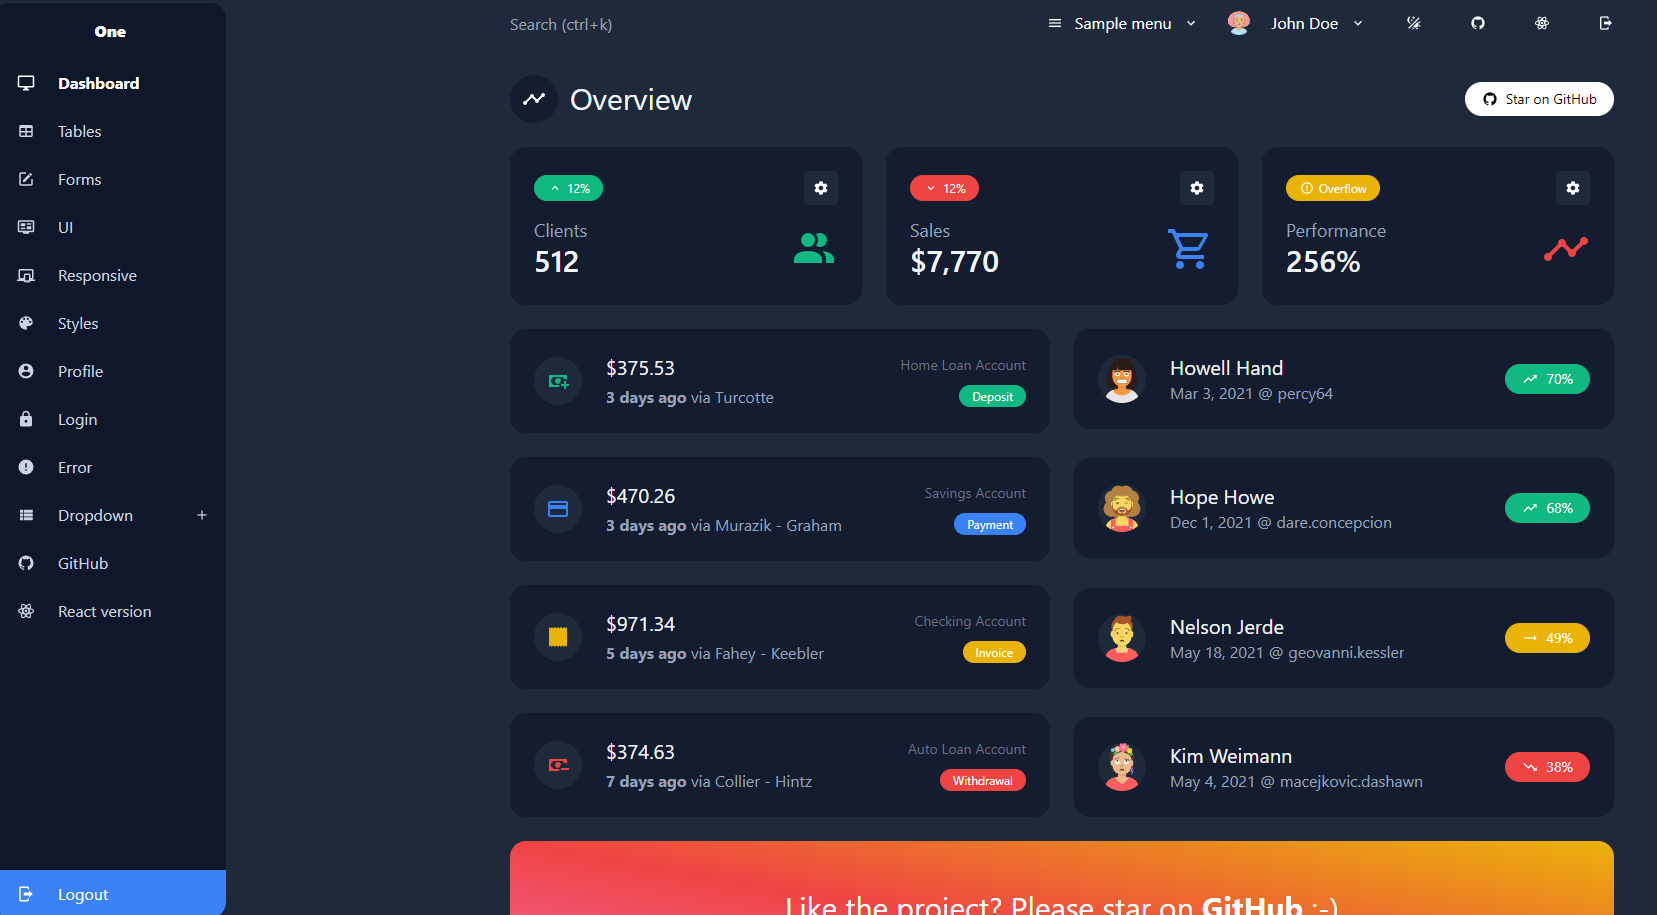 One
Dashboard
Tables
Forms
UI
Responsive
Styles
Profile
Login
Error
Dropdown +
GitHub
React version
Logout
Search (ctrl+k)
Sample menu
John Doe
Overview
Star on GitHub
12%
Clients
512
12%
Sales
$7,770
Overflow
Performance
256%
$375.53
3 days ago via Turcotte
Home Loan Account
Deposit
Howell Hand
Mar 3, 2021 @ percy64
70%
$470.26
3 days ago via Murazik - Graham
Savings Account
Payment
Hope Howe
Dec 1, 2021 @ dare.concepcion
68%
$971.34
5 days ago via Fahey - Keebler
Checking Account
Invoice
Nelson Jerde
May 18, 2021 @ geovanni.kessler
49%
$374.63
7 days ago via Collier - Hintz
Auto Loan Account
Withdrawal
Kim Weimann
May 4, 2021 @ macejkovic.dashawn
38%
Like the project? Please star on GitHub :-)